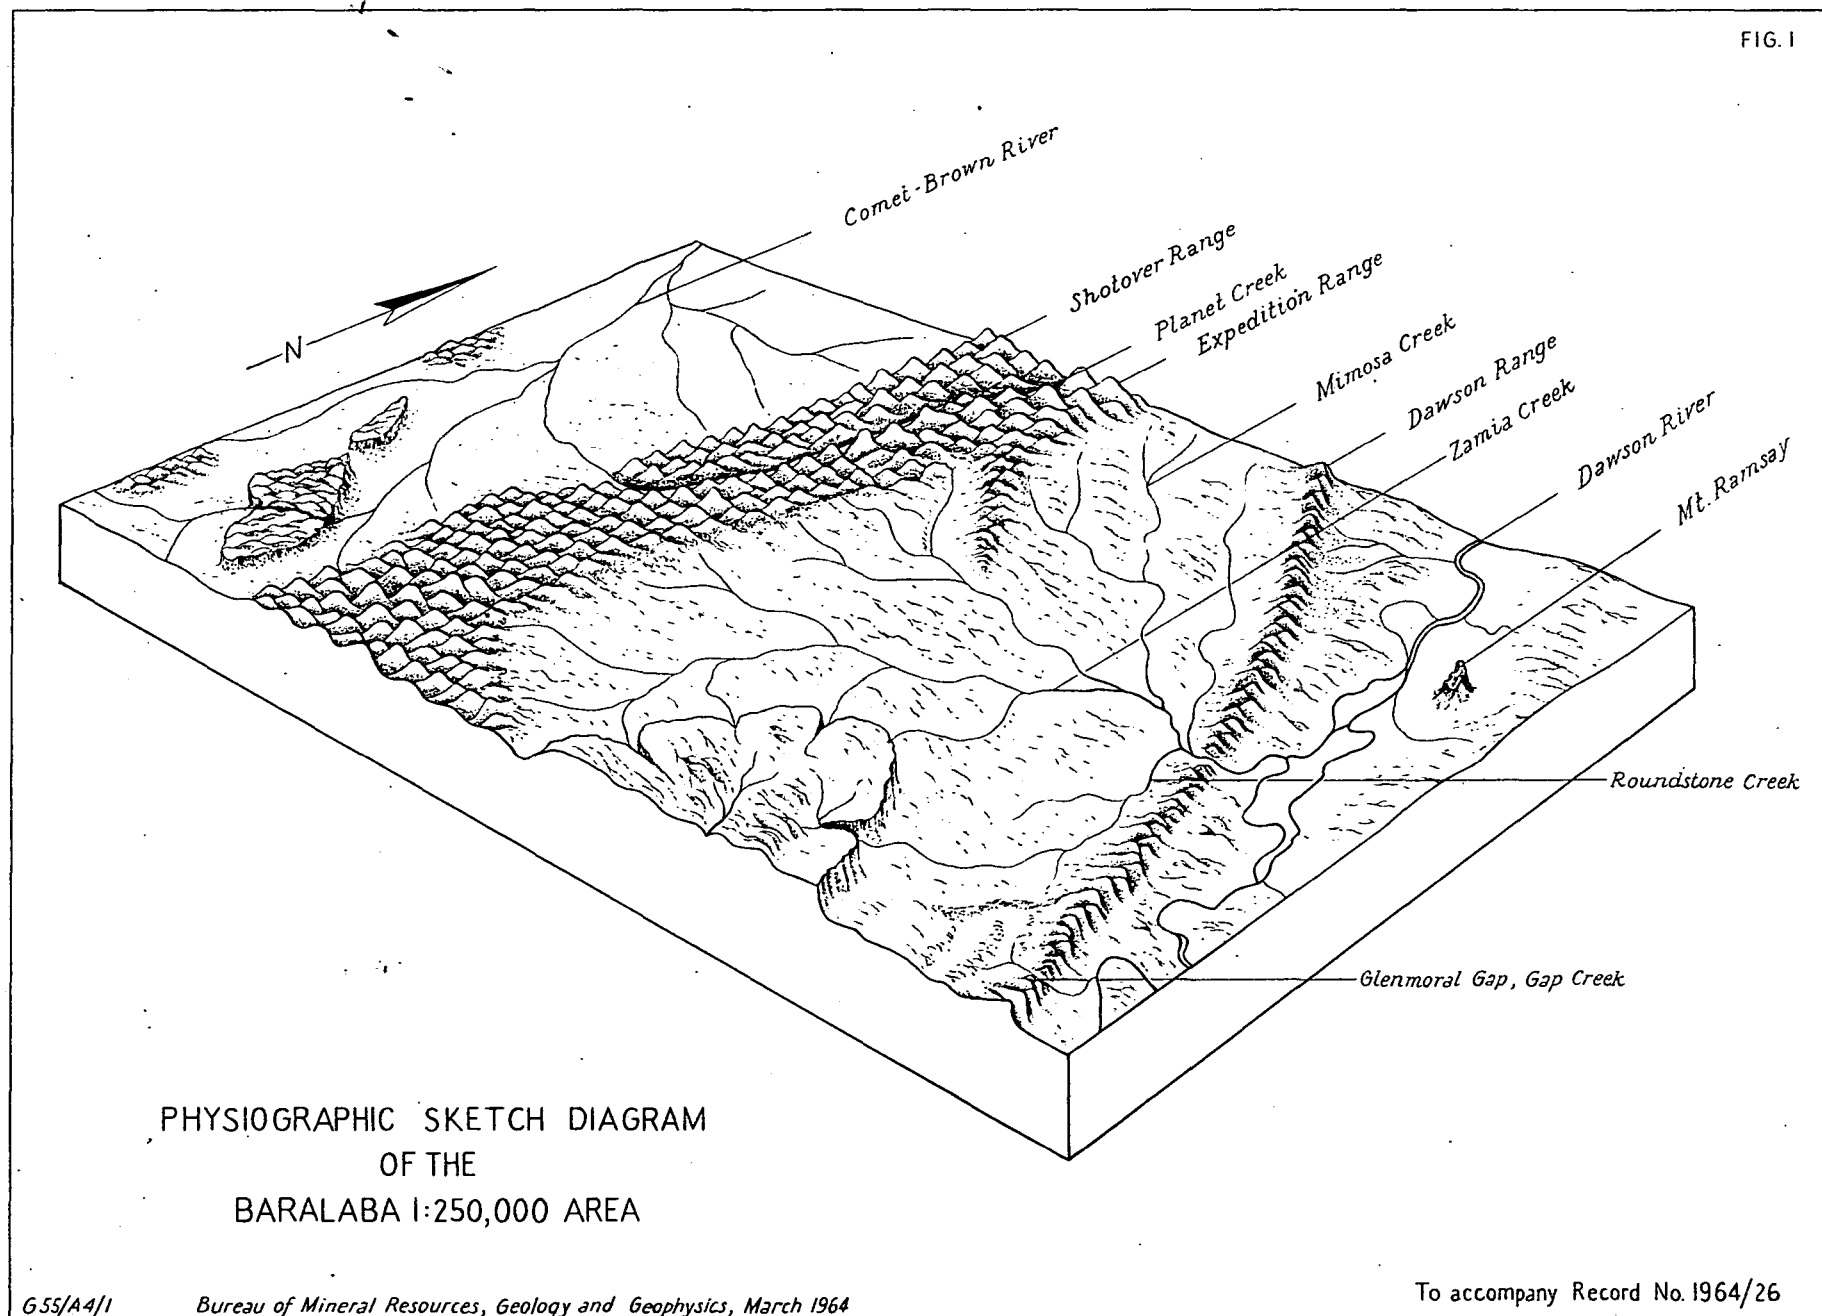 FIG. 1
Comet-Brown River
Shotover Range
Planet Creek
Expedition Range
Mimosa Creek
Dawson Range
Zamia Creek
Dawson River
Mt. Ramsay
N
Roundstone Creek
Glenmoral Gap, Gap Creek
PHYSIOGRAPHIC SKETCH DIAGRAM
OF THE
BARALABA 1:250,000 AREA
To accompany Record No. 1964/26
G55/A4/1 Bureau of Mineral Resources, Geology and Geophysics, March 1964